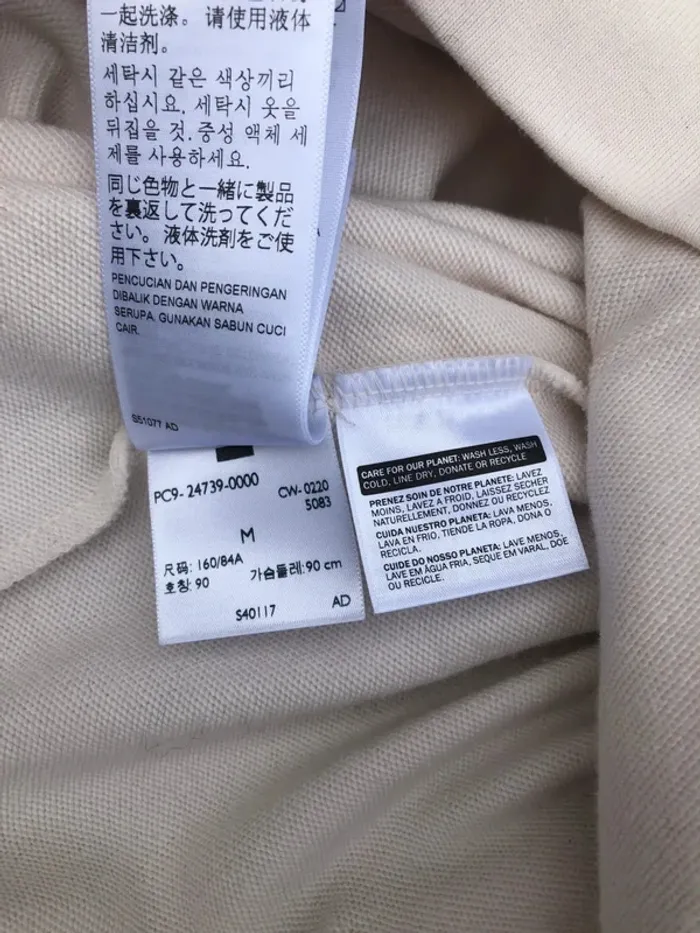 一起洗涤。请使用液体
清洁剂。
세탁시 같은 색상끼리
하십시요. 세탁시 옷을
뒤집을 것. 중성 액체 세
제를 사용하세요.
同じ色物と一緒に製品
を裏返して洗ってくだ
さい。液体洗剤をご使
用下さい。
PENCUCIAN DAN PENGERINGAN
DIBALIK DENGAN WARNA
SERUPA. GUNAKAN SABUN CUCI
CAIR.
S51077 AD
PC9- 24739-0000
CW-0220
5083
M
尺码: 160/84A
호칭: 90 가슴둘레: 90 cm
S40117 AD
CARE FOR OUR PLANET: WASH LESS, WASH
COLD, LINE DRY, DONATE OR RECYCLE
PRENEZ SOIN DE NOTRE PLANETE: LAVEZ
MOINS, LAVEZ A FROID, LAISSEZ SECHER
NATURELLEMENT, DONNEZ OU RECYCLEZ
CUIDA NUESTRO PLANETA: LAVA MENOS,
LAVA EN FRIO, TIENDE LA ROPA, DONA O
RECICLA.
CUIDE DO NOSSO PLANETA: LAVE MENOS,
LAVE EM ÁGUA FRIA, SEQUE EM VARAL, DOE
OU RECICLE.